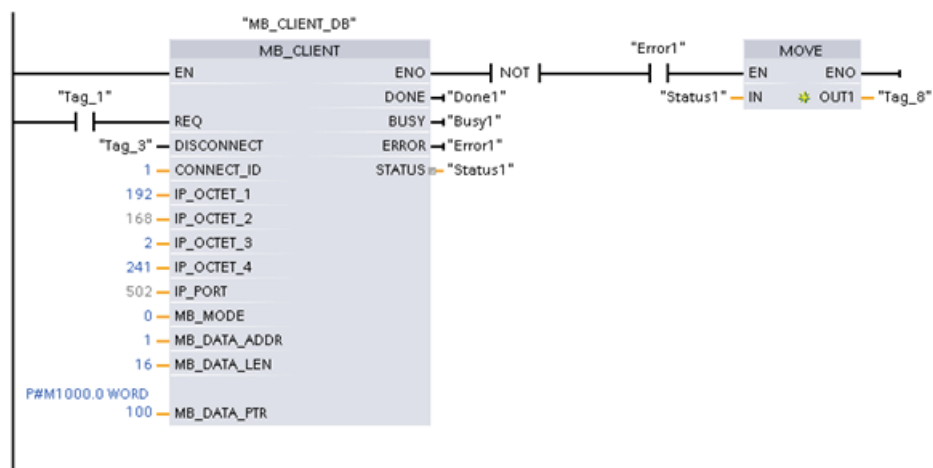 "MB_CLIENT_DB"
MB_CLIENT "Error1" MOVE
EN ENO NOT EN ENO
"Tag_1" DONE "Done1" "Status1" IN OUT1 "Tag_8"
REQ BUSY "Busy1"
"Tag_3" DISCONNECT ERROR "Error1"
1 CONNECT_ID STATUS "Status1"
192 IP_OCTET_1
168 IP_OCTET_2
2 IP_OCTET_3
241 IP_OCTET_4
502 IP_PORT
0 MB_MODE
1 MB_DATA_ADDR
16 MB_DATA_LEN
P#M1000.0 WORD
100 MB_DATA_PTR